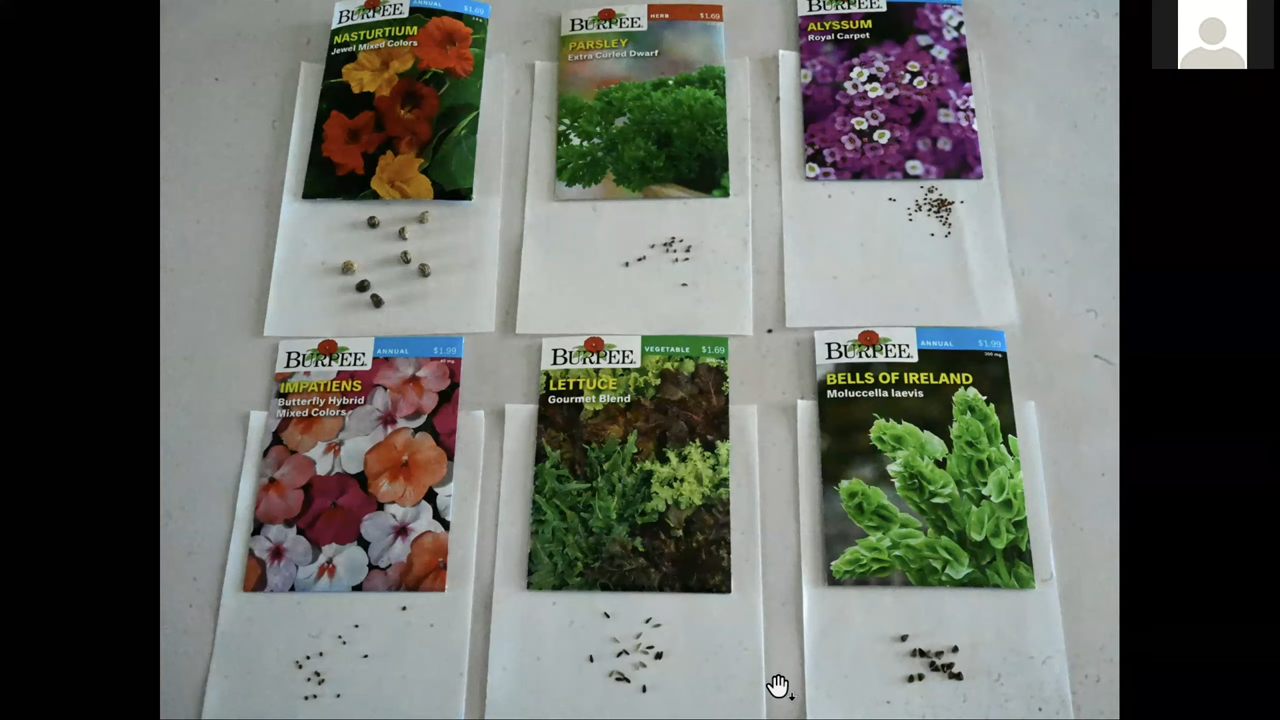 BURPEE
ANNUAL $1.69
NASTURTIUM
Jewel Mixed Colors
BURPEE
HERB $1.69
PARSLEY
Extra Curled Dwarf
BURPEE
ALYSSUM
Royal Carpet
BURPEE
ANNUAL $1.99
IMPATIENS
Butterfly Hybrid
Mixed Colors
BURPEE
VEGETABLE $1.69
LETTUCE
Gourmet Blend
BURPEE
ANNUAL $1.99
BELLS OF IRELAND
Moluccella laevis